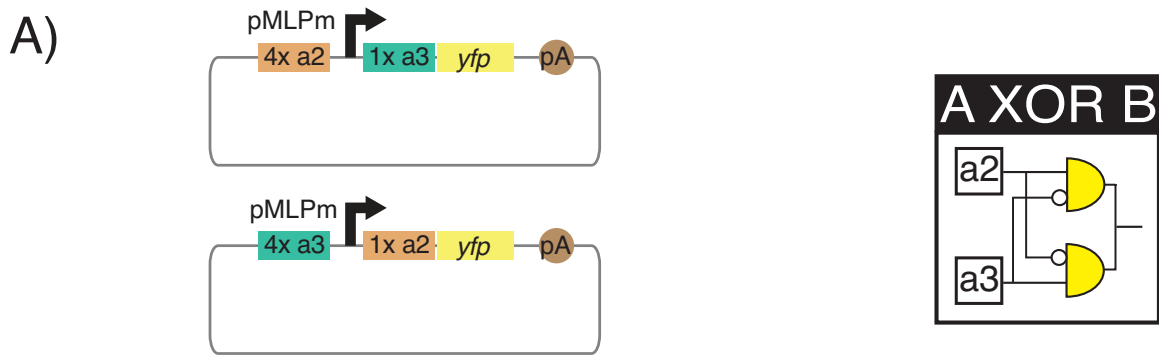 A)
pMLPm
4x a2 1x a3 yfp pA
pMLPm
4x a3 1x a2 yfp pA
A XOR B
a2
a3